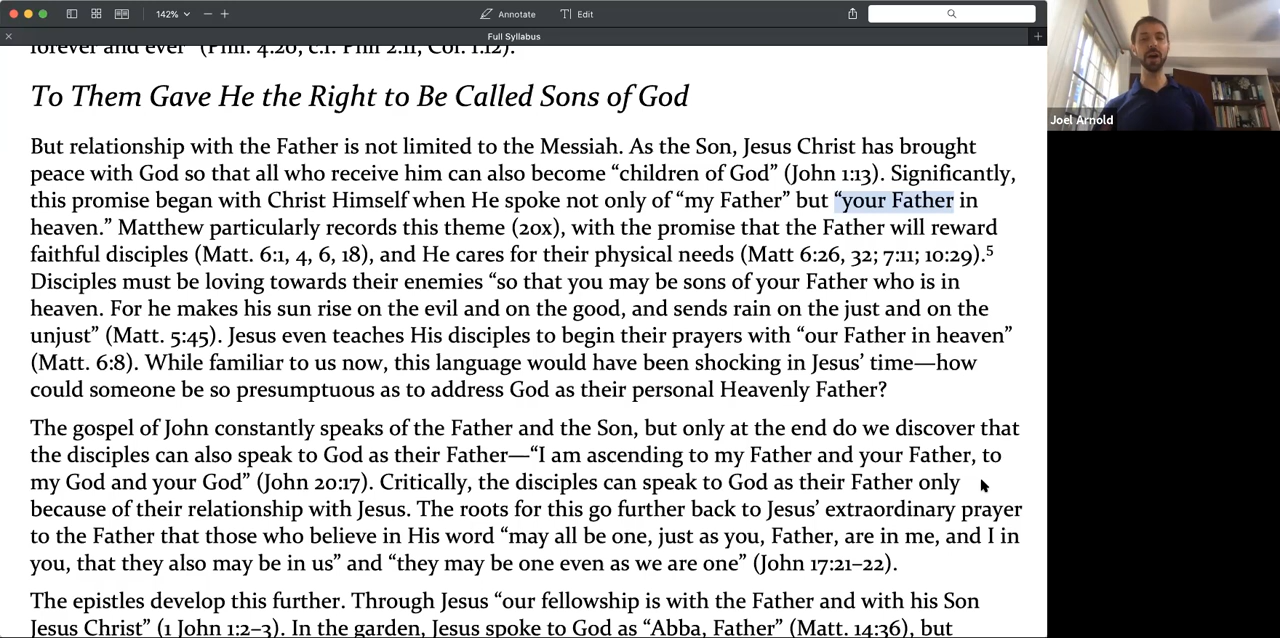 142%
Annotate
Edit
Full Syllabus
forever and ever" (Phil. 4:20, c.f. Phil 2:11, Col. 1:12).
To Them Gave He the Right to Be Called Sons of God
But relationship with the Father is not limited to the Messiah. As the Son, Jesus Christ has brought
peace with God so that all who receive him can also become “children of God” (John 1:13). Significantly,
this promise began with Christ Himself when He spoke not only of “my Father” but “your Father in
heaven.” Matthew particularly records this theme (20x), with the promise that the Father will reward
faithful disciples (Matt. 6:1, 4, 6, 18), and He cares for their physical needs (Matt 6:26, 32; 7:11; 10:29).⁵
Disciples must be loving towards their enemies “so that you may be sons of your Father who is in
heaven. For he makes his sun rise on the evil and on the good, and sends rain on the just and on the
unjust” (Matt. 5:45). Jesus even teaches His disciples to begin their prayers with “our Father in heaven”
(Matt. 6:8). While familiar to us now, this language would have been shocking in Jesus’ time—how
could someone be so presumptuous as to address God as their personal Heavenly Father?
The gospel of John constantly speaks of the Father and the Son, but only at the end do we discover that
the disciples can also speak to God as their Father—“I am ascending to my Father and your Father, to
my God and your God” (John 20:17). Critically, the disciples can speak to God as their Father only
because of their relationship with Jesus. The roots for this go further back to Jesus’ extraordinary prayer
to the Father that those who believe in His word “may all be one, just as you, Father, are in me, and I in
you, that they also may be in us” and “they may be one even as we are one” (John 17:21–22).
The epistles develop this further. Through Jesus “our fellowship is with the Father and with his Son
Jesus Christ” (1 John 1:2–3). In the garden, Jesus spoke to God as “Abba, Father” (Matt. 14:36), but
Joel Arnold